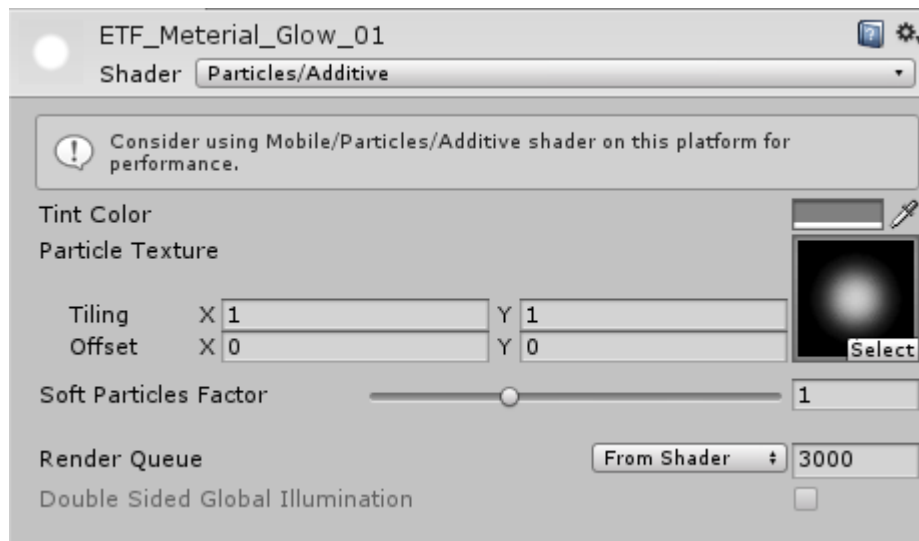 ETF_Meterial_Glow_01
Shader Particles/Additive
Consider using Mobile/Particles/Additive shader on this platform for
performance.
Tint Color
Particle Texture
Tiling X 1 Y 1
Offset X 0 Y 0
Select
Soft Particles Factor 1
Render Queue From Shader 3000
Double Sided Global Illumination